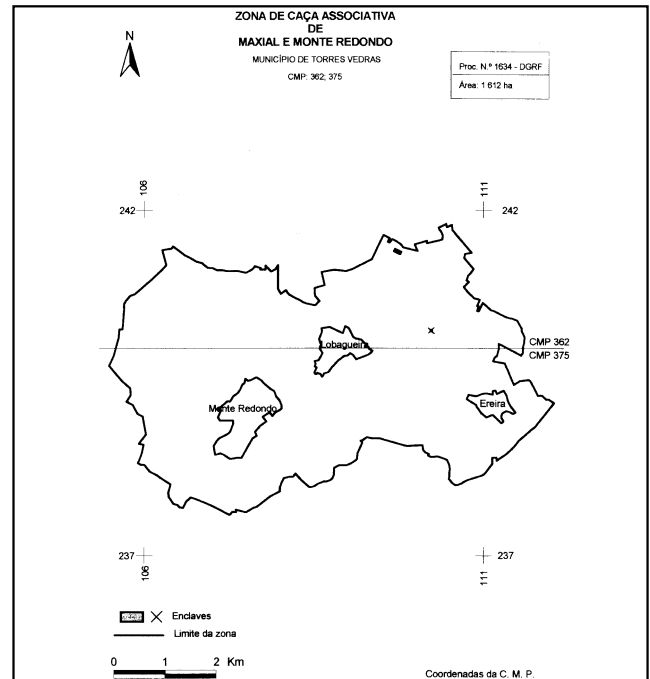 ZONA DE CAÇA ASSOCIATIVA
DE
MAXIAL E MONTE REDONDO
MUNICÍPIO DE TORRES VEDRAS
CMP: 362; 375
N
Proc. N.º 1634 - DGRF
Área: 1 612 ha
106
111
242
242
Lobagueira
CMP 362
CMP 375
Monte Redondo
Ereira
237
237
106
111
Enclaves
Limite da zona
0 1 2 Km
Coordenadas da C. M. P.